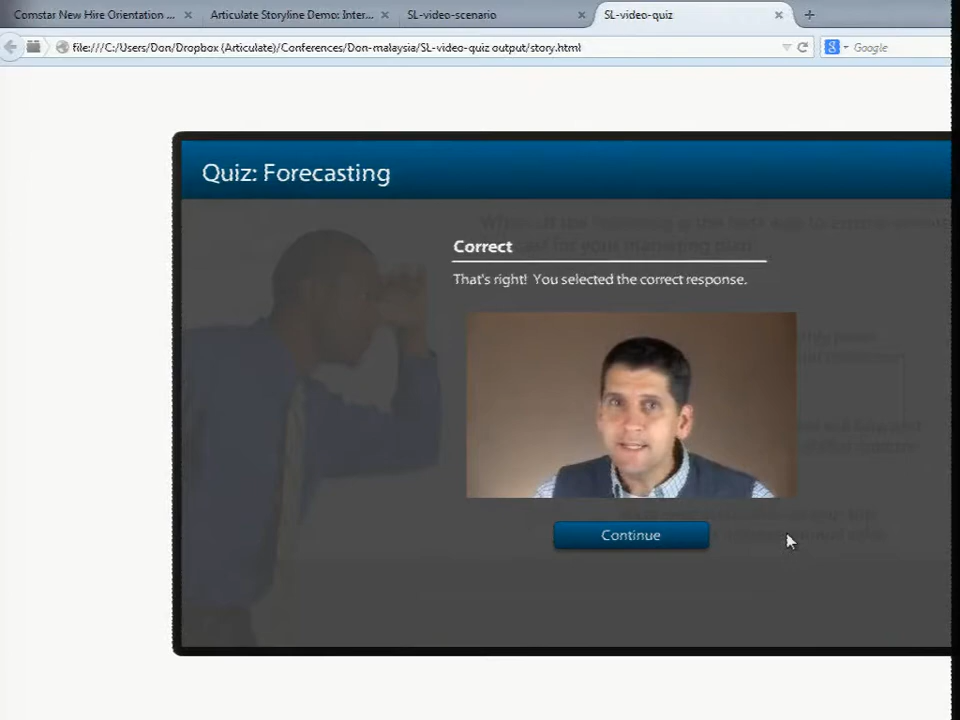 Comstar New Hire Orientation ...
Articulate Storyline Demo: Inter...
SL-video-scenario
SL-video-quiz
file:///C:/Users/Don/Dropbox (Articulate)/Conferences/Don-malaysia/SL-video-quiz output/story.html
Google
Quiz: Forecasting
Correct
That's right! You selected the correct response.
Continue